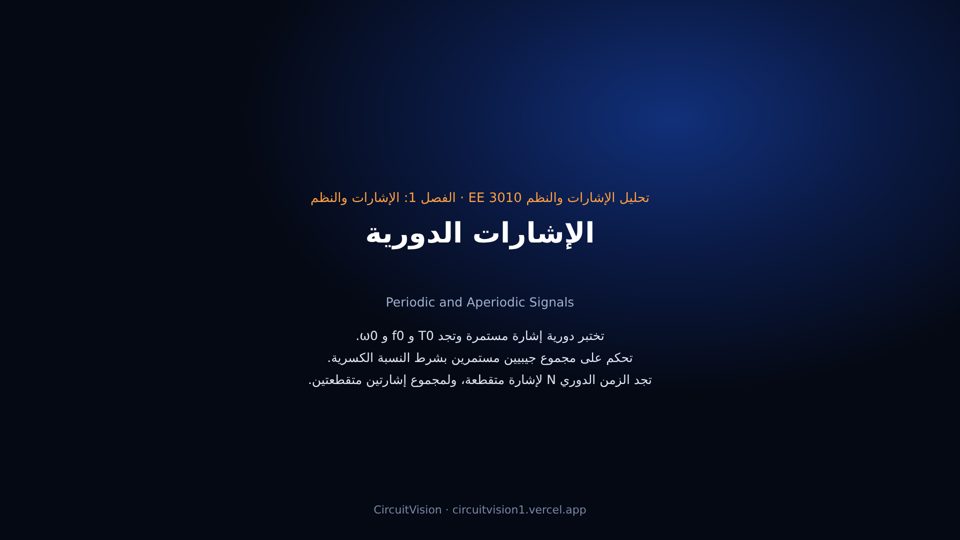 تحليل الإشارات والنظم EE 3010 · الفصل 1: الإشارات والنظم
الإشارات الدورية
Periodic and Aperiodic Signals
تختبر دورية إشارة مستمرة وتجد T0 و f0 و ω0.
تحكم على مجموع جيبيين مستمرين بشرط النسبة الكسرية.
تجد الزمن الدوري N لإشارة متقطعة، ولمجموع إشارتين متقطعتين.
CircuitVision · circuitvision1.vercel.app